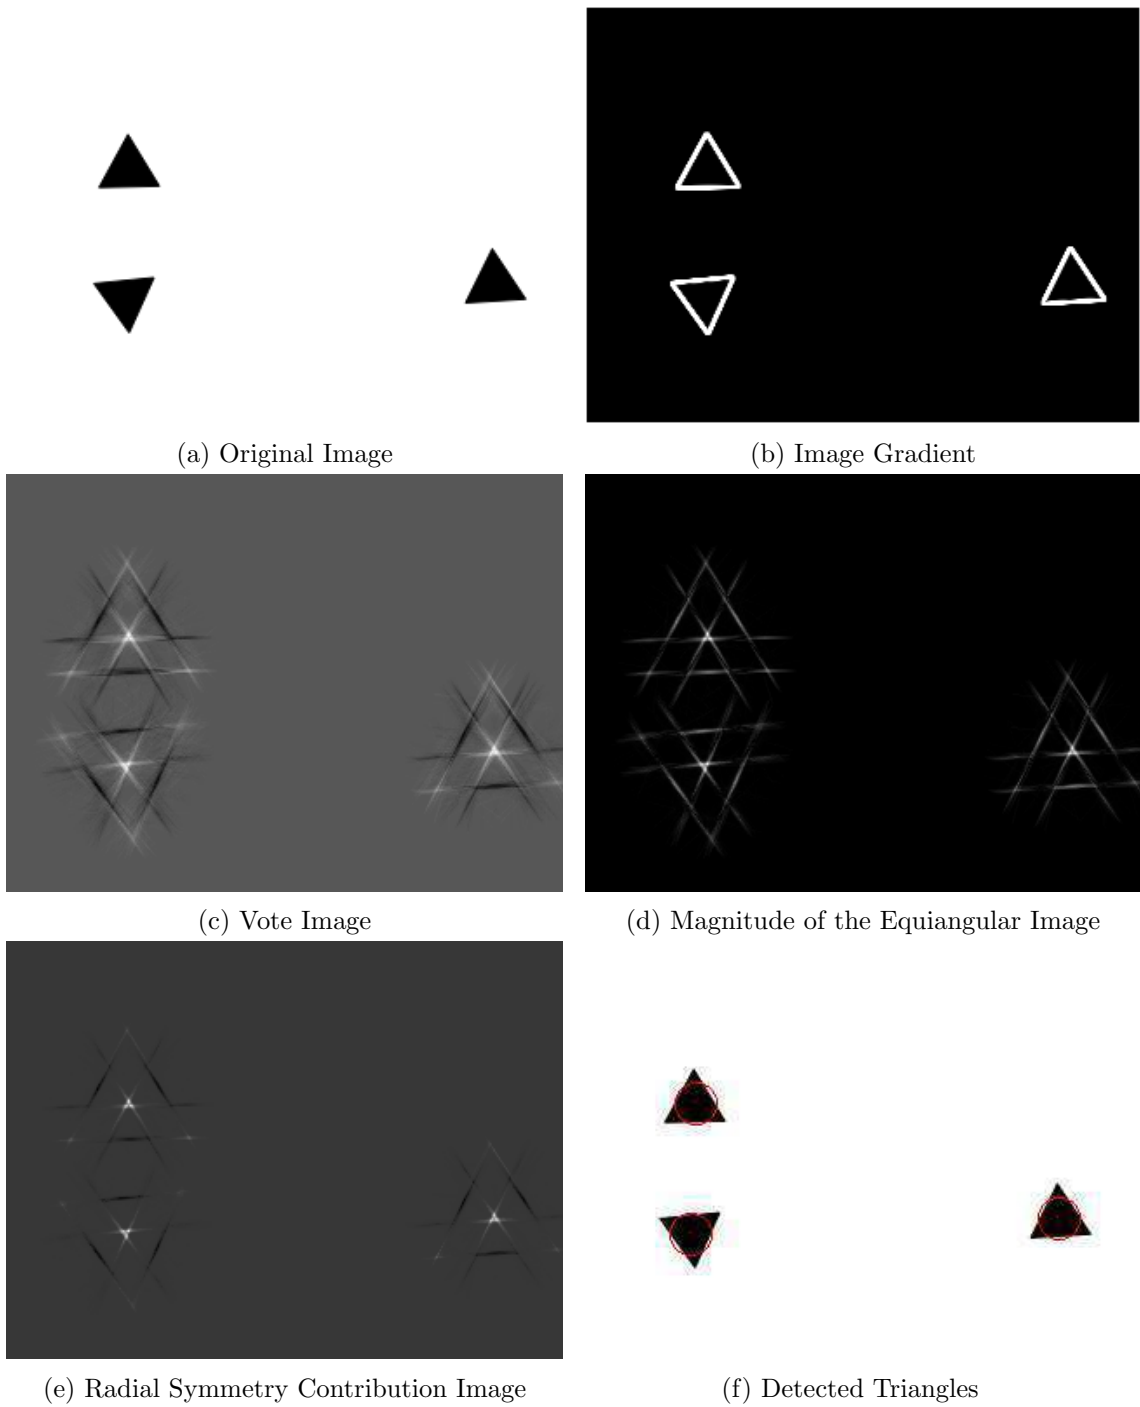 (a) Original Image
(b) Image Gradient
(c) Vote Image
(d) Magnitude of the Equiangular Image
(e) Radial Symmetry Contribution Image
(f) Detected Triangles